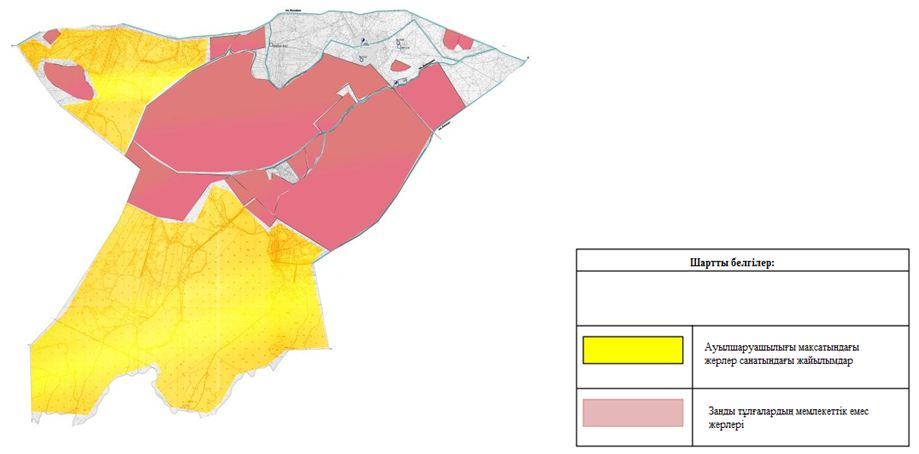 Шартты белгілер:
Ауылшаруашылығы мақсатындағы
жерлер санатындағы жайылымдар
Заңды тұлғалардың мемлекеттік емес
жерлері